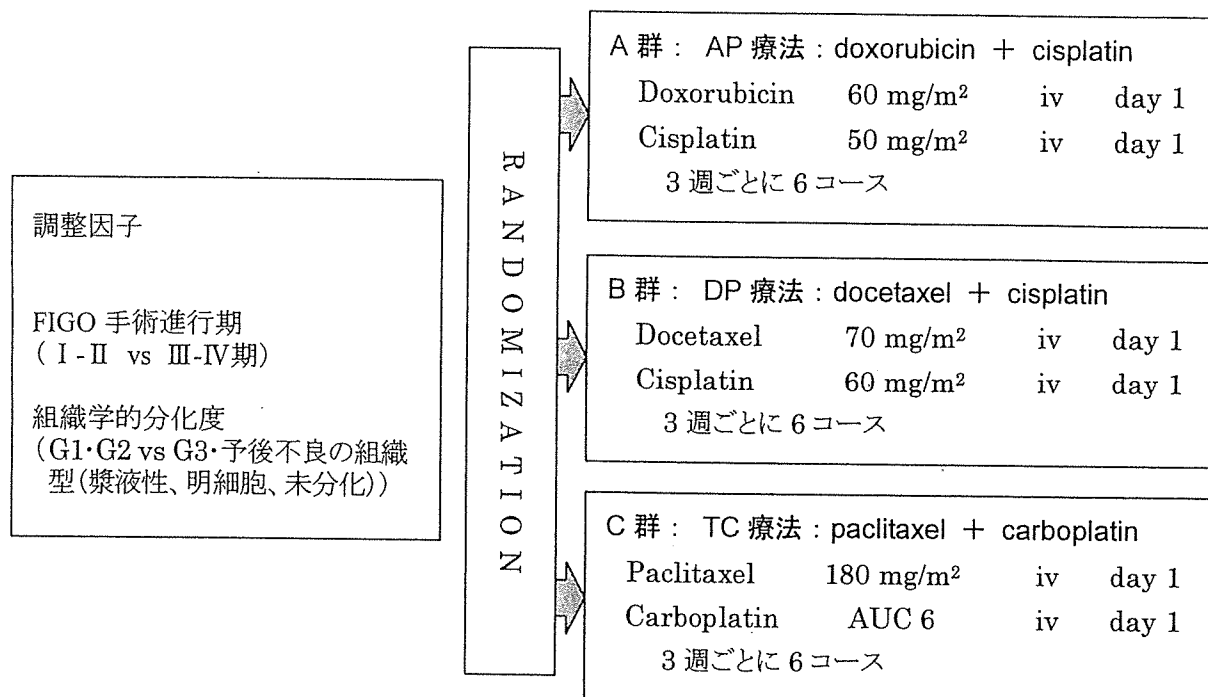 調整因子
FIGO 手術進行期
( Ⅰ-Ⅱ vs Ⅲ-Ⅳ期)
組織学的分化度
(G1・G2 vs G3・予後不良の組織
型(漿液性、明細胞、未分化))
RANDOMIZATION
A 群： AP 療法：doxorubicin ＋ cisplatin
Doxorubicin 60 mg/m² iv day 1
Cisplatin 50 mg/m² iv day 1
3 週ごとに 6 コース
B 群： DP 療法：docetaxel ＋ cisplatin
Docetaxel 70 mg/m² iv day 1
Cisplatin 60 mg/m² iv day 1
3 週ごとに 6 コース
C 群： TC 療法：paclitaxel ＋ carboplatin
Paclitaxel 180 mg/m² iv day 1
Carboplatin AUC 6 iv day 1
3 週ごとに 6 コース